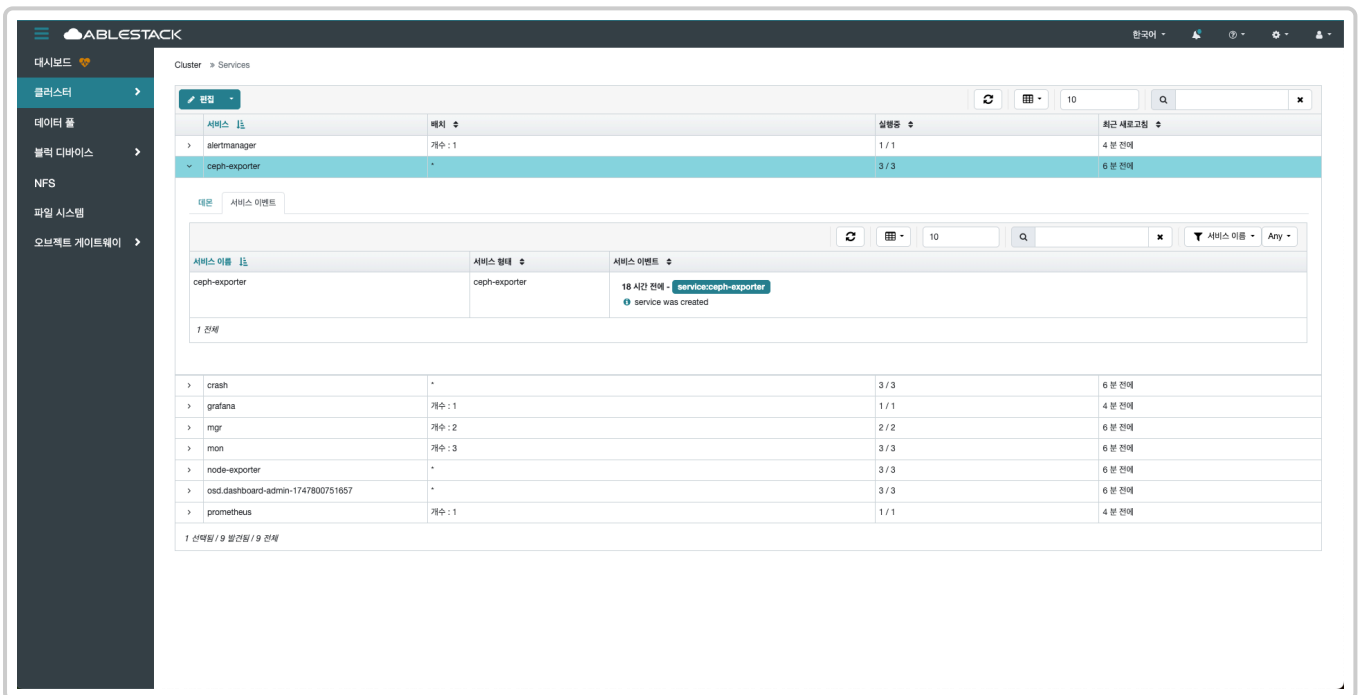 ABLESTACK
한국어
대시보드
Cluster » Services
클러스터
데이터 풀
블럭 디바이스
NFS
파일 시스템
오브젝트 게이트웨이
편집
10
서비스 배치 실행중 최근 새로고침
alertmanager 개수 : 1 1 / 1 4 분 전에
ceph-exporter * 3 / 3 6 분 전에
데몬 서비스 이벤트
10 서비스 이름 Any
서비스 이름 서비스 형태 서비스 이벤트
ceph-exporter ceph-exporter 18 시간 전에 - service:ceph-exporter
service was created
1 전체
crash * 3 / 3 6 분 전에
grafana 개수 : 1 1 / 1 4 분 전에
mgr 개수 : 2 2 / 2 6 분 전에
mon 개수 : 3 3 / 3 6 분 전에
node-exporter * 3 / 3 6 분 전에
osd.dashboard-admin-1747800751657 * 3 / 3 6 분 전에
prometheus 개수 : 1 1 / 1 4 분 전에
1 선택됨 / 9 발견됨 / 9 전체